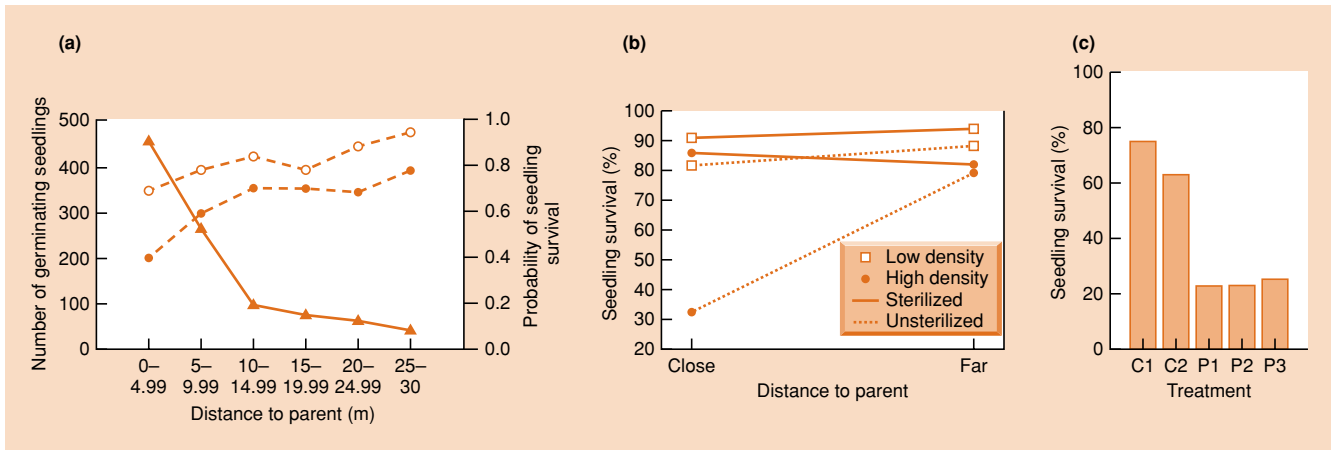 (a)
Number of germinating seedlings
500
400
300
200
100
0
1.0
0.8
0.6
0.4
0.2
0.0
Probability of seedling
survival
0– 5– 10– 15– 20– 25–
4.99 9.99 14.99 19.99 24.99 30
Distance to parent (m)
(b)
Seedling survival (%)
100
90
80
70
60
50
40
30
20
Low density
High density
Sterilized
Unsterilized
Close Far
Distance to parent
(c)
Seedling survival (%)
100
80
60
40
20
0
C1 C2 P1 P2 P3
Treatment